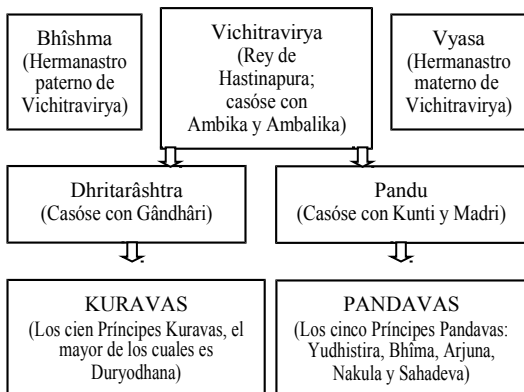 Bhîshma
(Hermanastro
paterno de
Vichitravirya)
Vichitravirya
(Rey de
Hastinapura;
casóse con
Ambika y Ambalika)
Vyasa
(Hermanastro
materno de
Vichitravirya)
Dhritarâshtra
(Casóse con Gândhâri)
Pandu
(Casóse con Kunti y Madri)
KURAVAS
(Los cien Príncipes Kuravas, el
mayor de los cuales es
Duryodhana)
PANDAVAS
(Los cinco Príncipes Pandavas:
Yudhistira, Bhîma, Arjuna,
Nakula y Sahadeva)